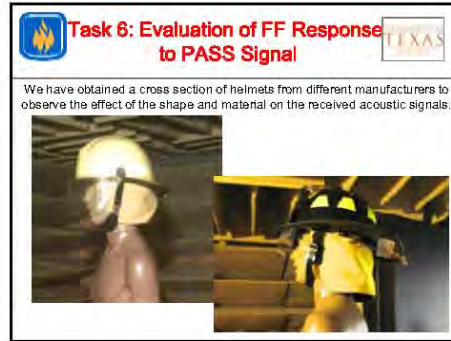 Task 6: Evaluation of FF Response
to PASS Signal
TEXAS
We have obtained a cross section of helmets from different manufacturers to
observe the effect of the shape and material on the received acoustic signals.